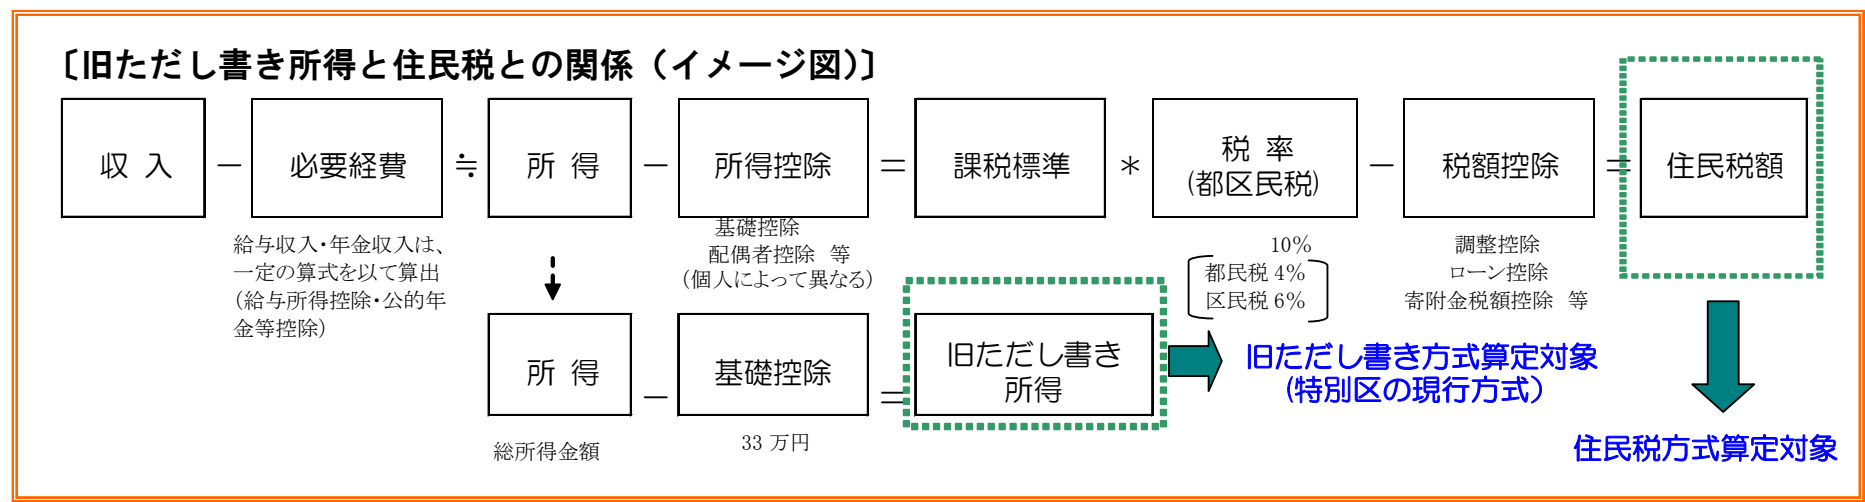 〔旧ただし書き所得と住民税との関係（イメージ図）〕
収 入 － 必要経費 ≒ 所 得 － 所得控除 ＝ 課税標準 ＊ 税 率 (都区民税) － 税額控除 ＝ 住民税額
給与収入・年金収入は、
一定の算式を以て算出
（給与所得控除・公的年
金等控除）
基礎控除
配偶者控除 等
（個人によって異なる）
10%
都民税 4%
区民税 6%
調整控除
ローン控除
寄附金税額控除 等
所 得 － 基礎控除 ＝ 旧ただし書き
所得
総所得金額
33 万円
旧ただし書き方式算定対象
（特別区の現行方式）
住民税方式算定対象